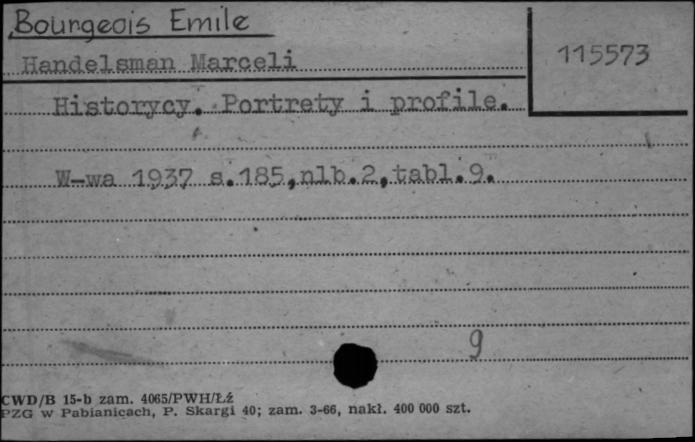 Bourgeois Emile
Handelsman Marceli
115573
Historycy. Portrety i profile.
W-wa 1937 s.185,nlb.2,tabl.9.
9
CWD/B 15-b zam. 4065/PWH/Łź
PZG w Pabianicach, P. Skargi 40; zam. 3-66, nakł. 400 000 szt.